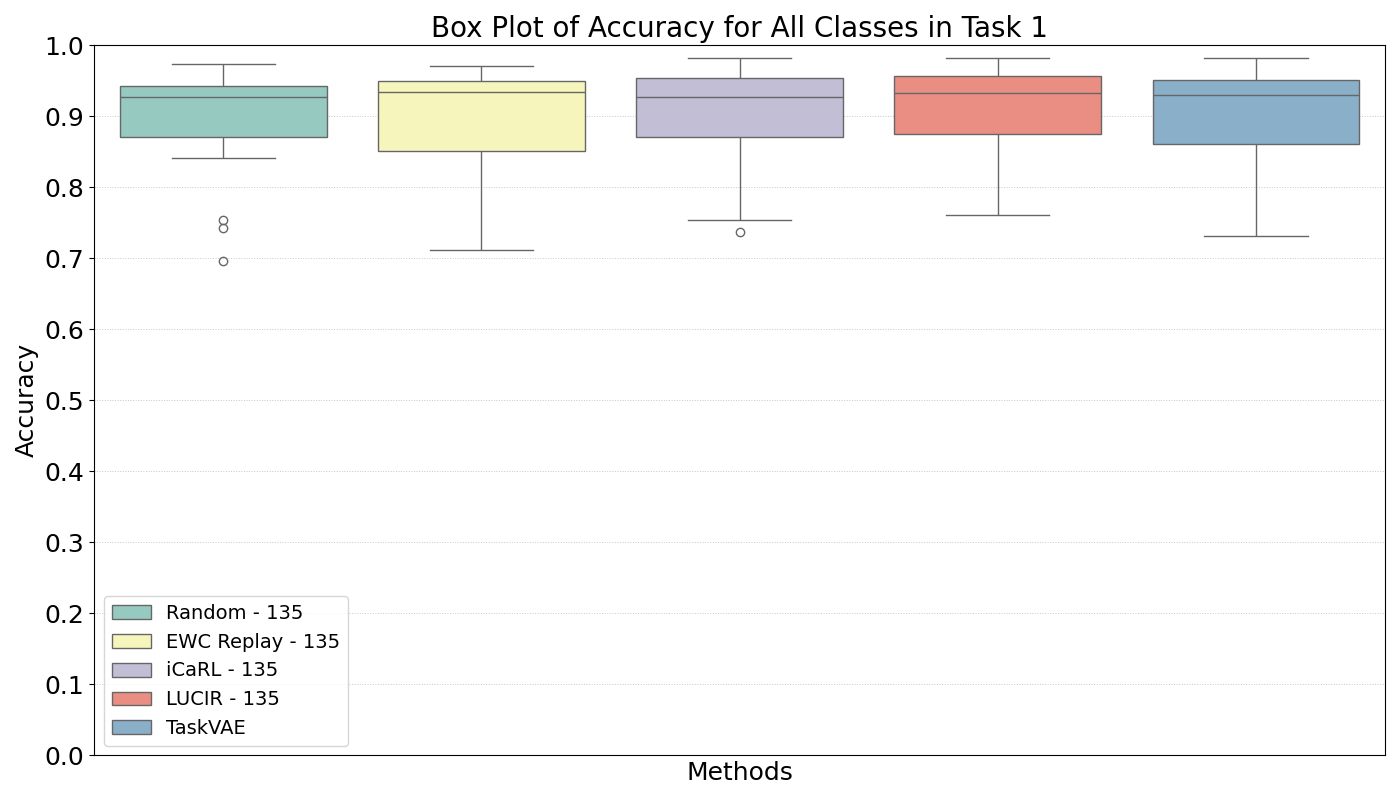 Box Plot of Accuracy for All Classes in Task 1
1.0
0.9
0.8
0.7
0.6
0.5
0.4
0.3
0.2
0.1
0.0
Accuracy
Random - 135
EWC Replay - 135
iCaRL - 135
LUCIR - 135
TaskVAE
Methods